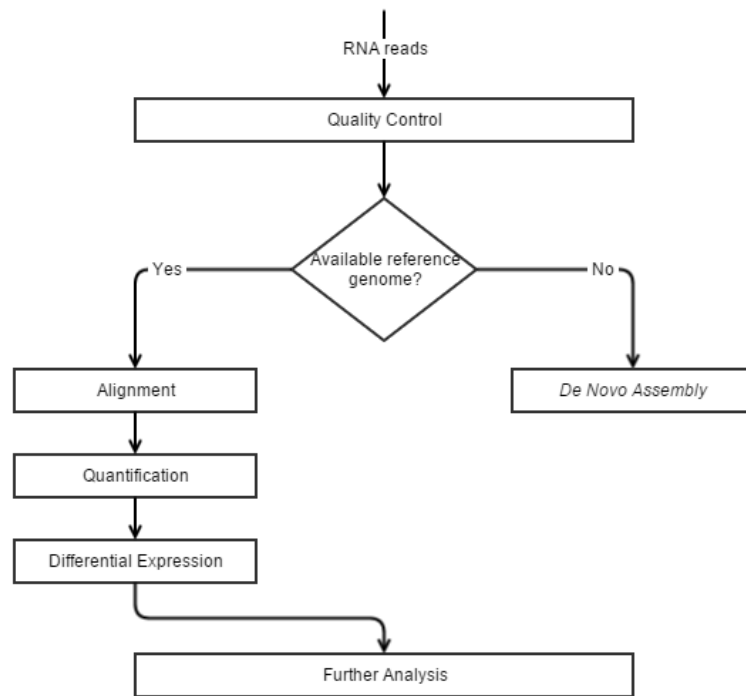 RNA reads
Quality Control
Available reference
genome?
Yes
No
Alignment
De Novo Assembly
Quantification
Differential Expression
Further Analysis